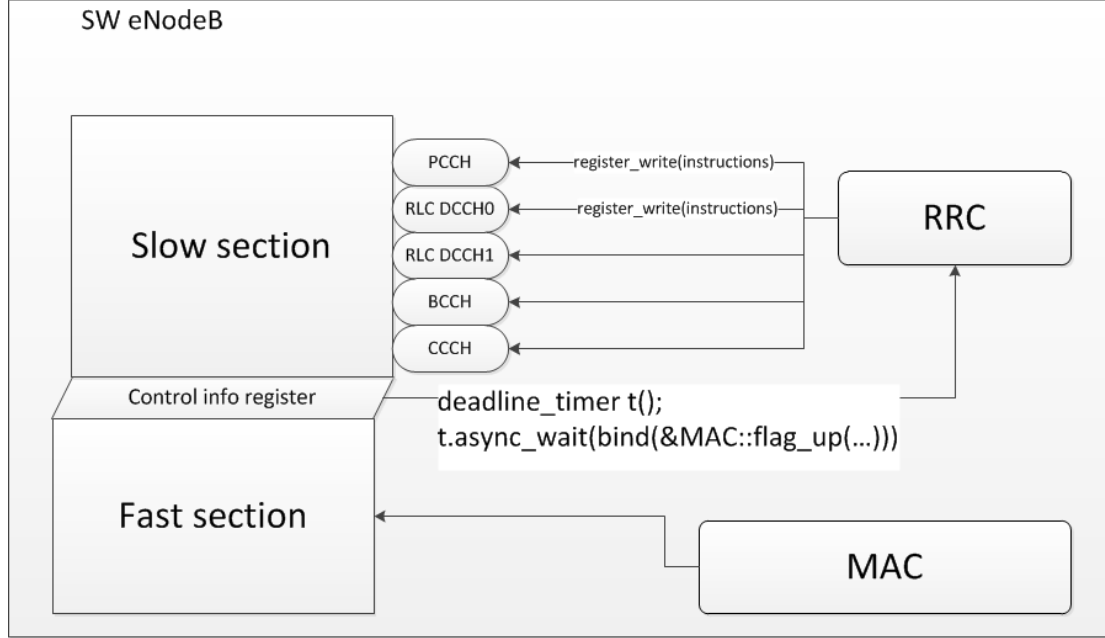 SW eNodeB
PCCH
register_write(instructions)
RLC DCCH0
register_write(instructions)
RRC
Slow section
RLC DCCH1
BCCH
CCCH
Control info register
deadline_timer t();
t.async_wait(bind(&MAC::flag_up(...)))
Fast section
MAC